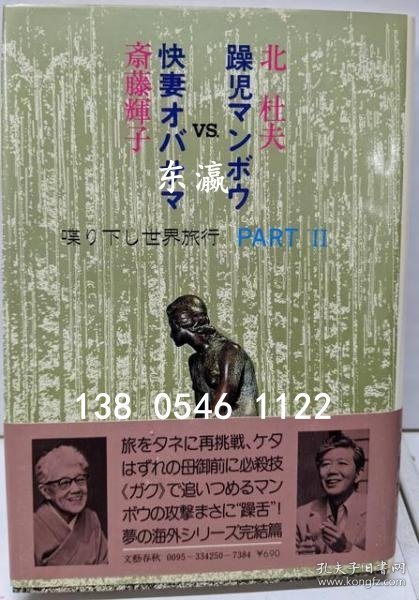 北 杜夫
躁児マンボウ
VS.
快妻オバサマ
斎藤輝子
东 瀛
喋り下し世界旅行 PART II
138 0546 1122
旅をタネに再挑戦、ケタ
はずれの母御前に必殺技
《ガク》で追いつめるマン
ボウの攻撃まさに"躁舌"!
夢の海外シリーズ完結篇
文藝春秋 0095-334250-7384 ¥690
孔夫子旧书网